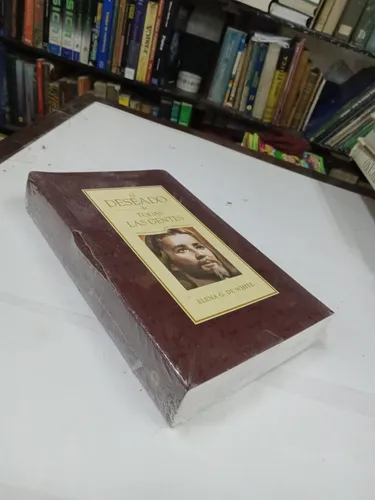 EL
DESEADO
DE
TODAS
LAS GENTES
ELENA G. DE WHITE